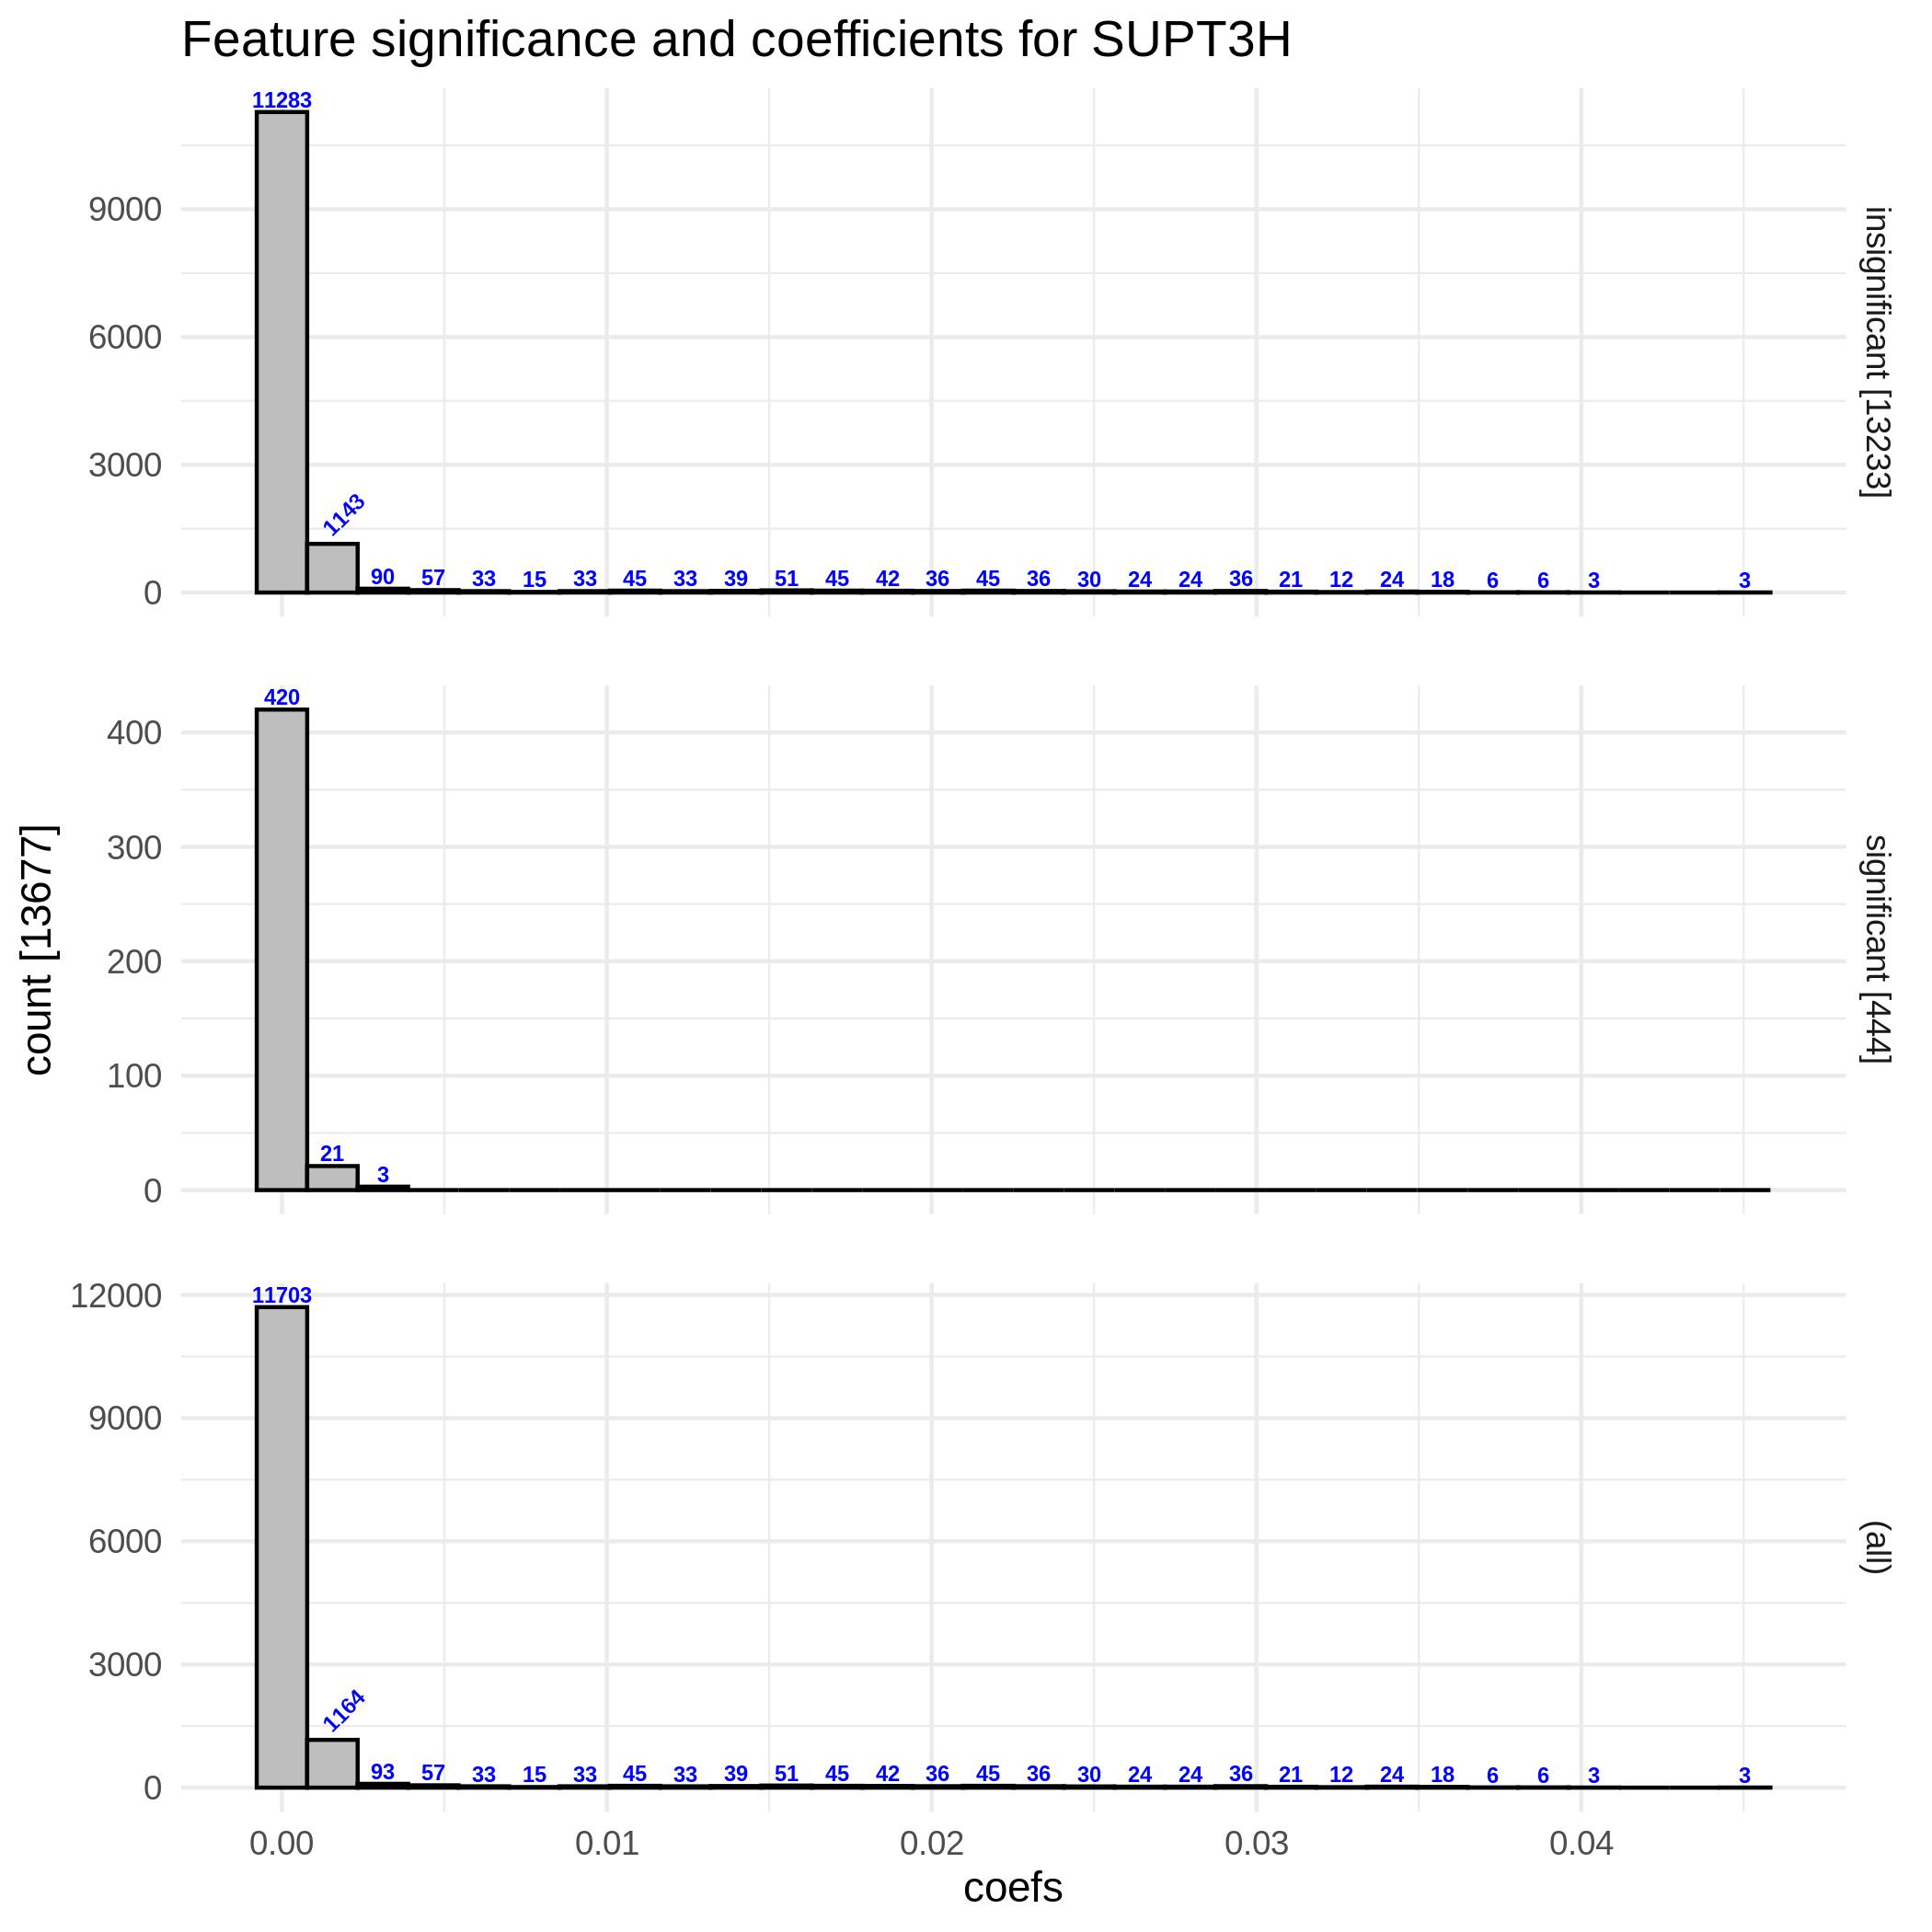 Feature significance and coefficients for SUPT3H
11283
9000
6000
3000
0
1143
90 57 33 15 33 45 33 39 51 45 42 36 45 36 30 24 24 36 21 12 24 18 6 6 3 3
insignificant [13233]
count [13677]
420
400
300
200
100
0
21
3
significant [444]
11703
12000
9000
6000
3000
0
1164
93 57 33 15 33 45 33 39 51 45 42 36 45 36 30 24 24 36 21 12 24 18 6 6 3 3
(all)
0.00 0.01 0.02 0.03 0.04
coefs